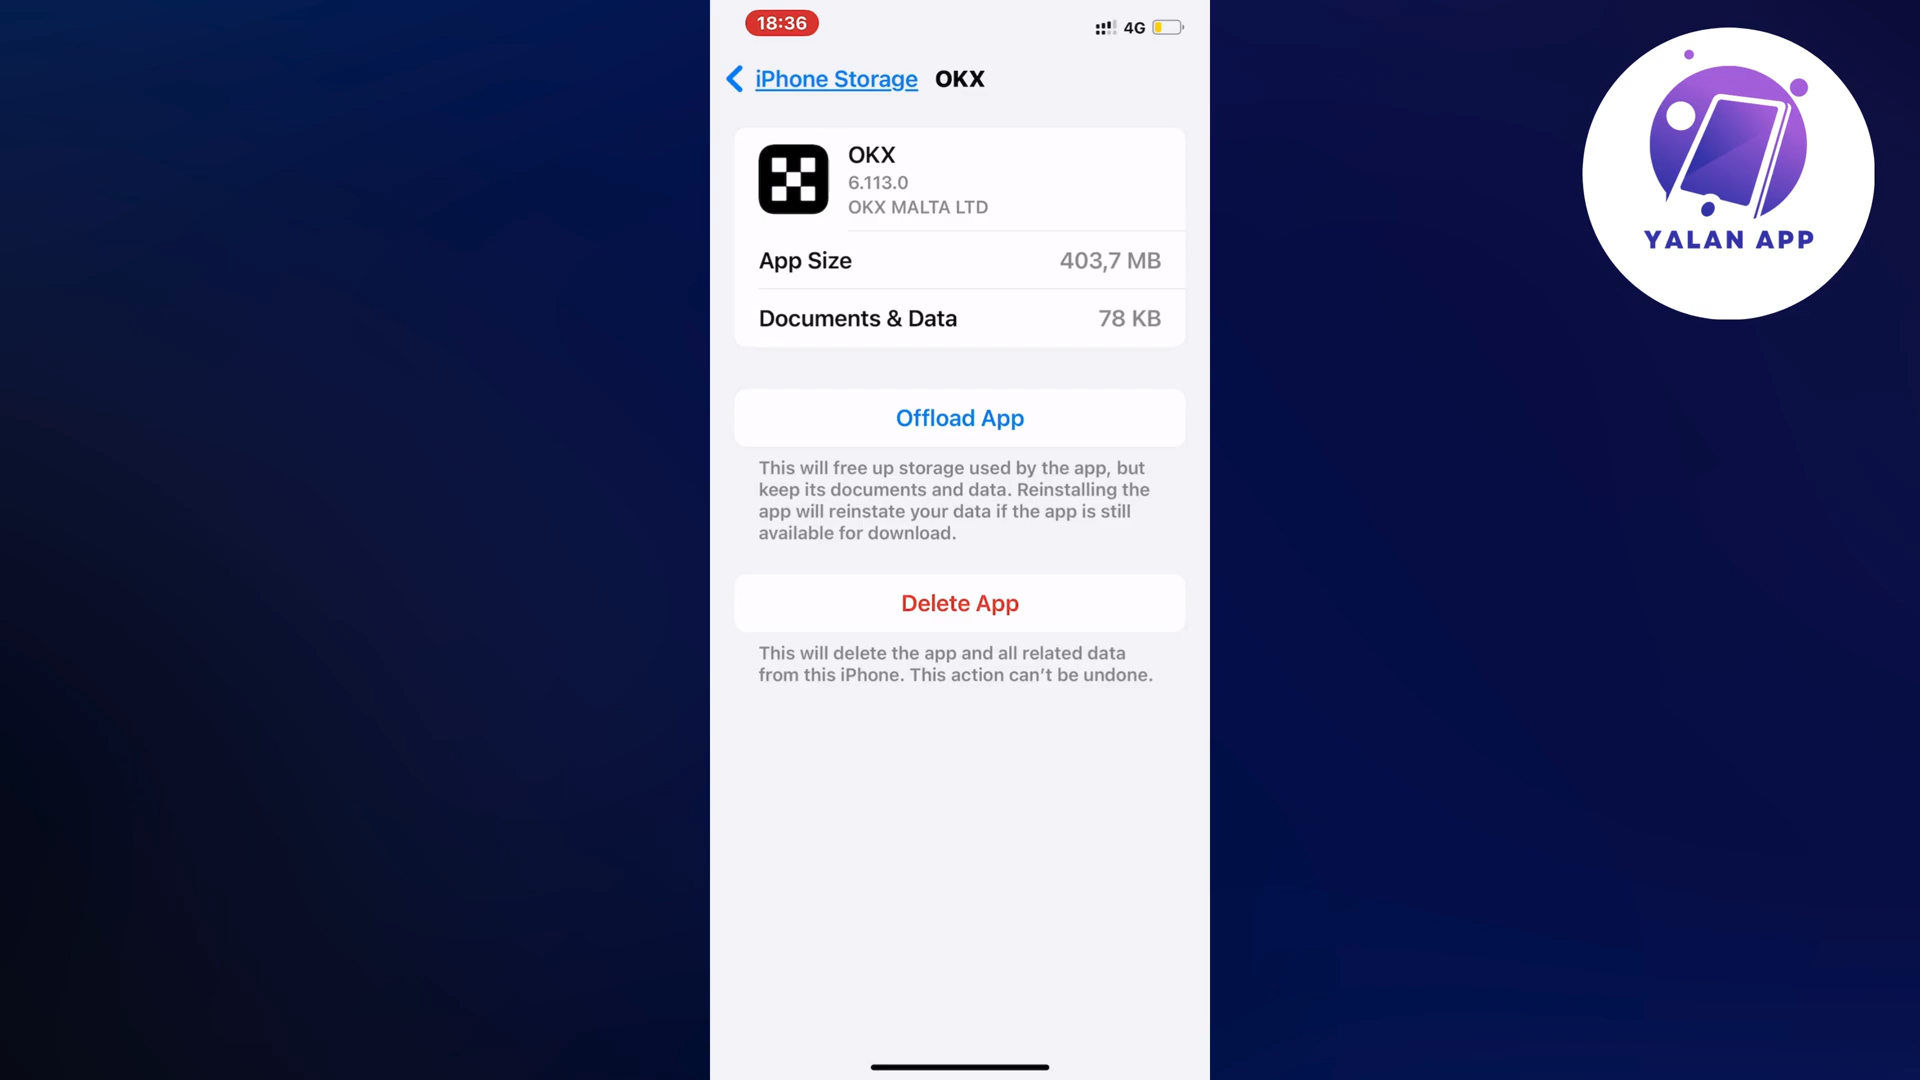 18:36
4G
iPhone Storage OKX
OKX
6.113.0
OKX MALTA LTD
App Size 403,7 MB
Documents & Data 78 KB
Offload App
This will free up storage used by the app, but
keep its documents and data. Reinstalling the
app will reinstate your data if the app is still
available for download.
Delete App
This will delete the app and all related data
from this iPhone. This action can’t be undone.
YALAN APP